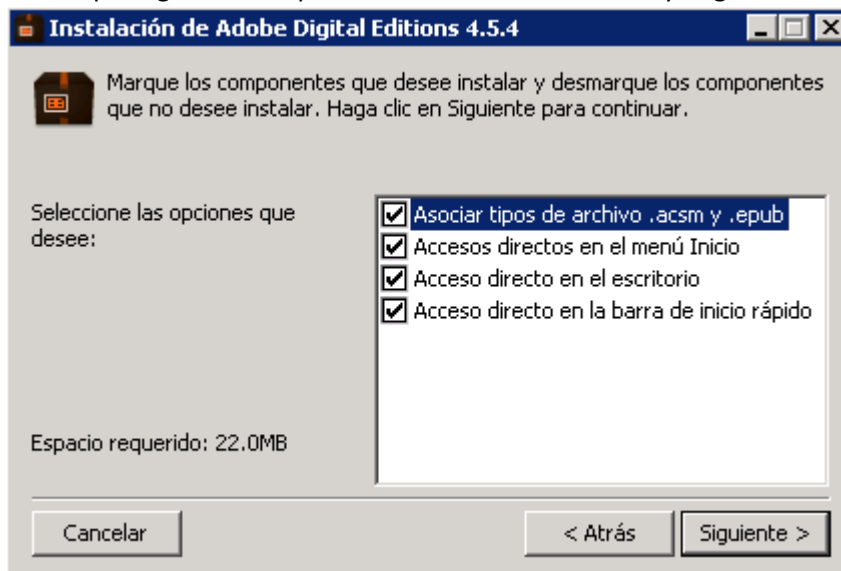 Instalación de Adobe Digital Editions 4.5.4
Marque los componentes que desee instalar y desmarque los componentes
que no desee instalar. Haga clic en Siguiente para continuar.
Seleccione las opciones que
desee:
Asociar tipos de archivo .acsm y .epub
Accesos directos en el menú Inicio
Acceso directo en el escritorio
Acceso directo en la barra de inicio rápido
Espacio requerido: 22.0MB
Cancelar
< Atrás
Siguiente >